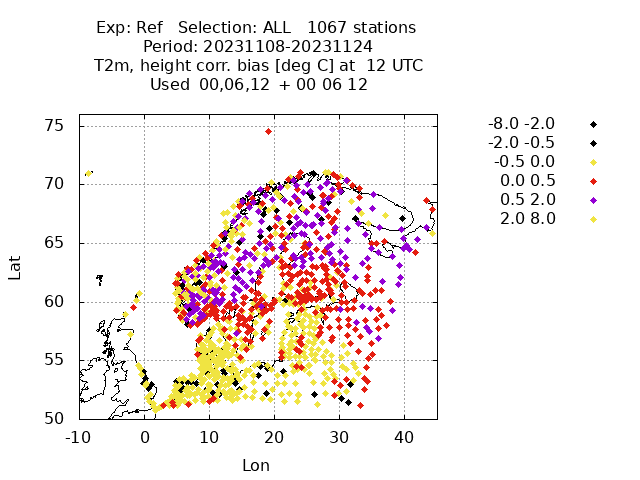 Exp: Ref   Selection: ALL   1067 stations
Period: 20231108-20231124
T2m, height corr. bias [deg C] at  12 UTC
Used  00,06,12  + 00 06 12
-8.0 -2.0
-2.0 -0.5
-0.5 0.0
0.0 0.5
0.5 2.0
2.0 8.0
Lat
75
70
65
60
55
50
-10 0 10 20 30 40
Lon